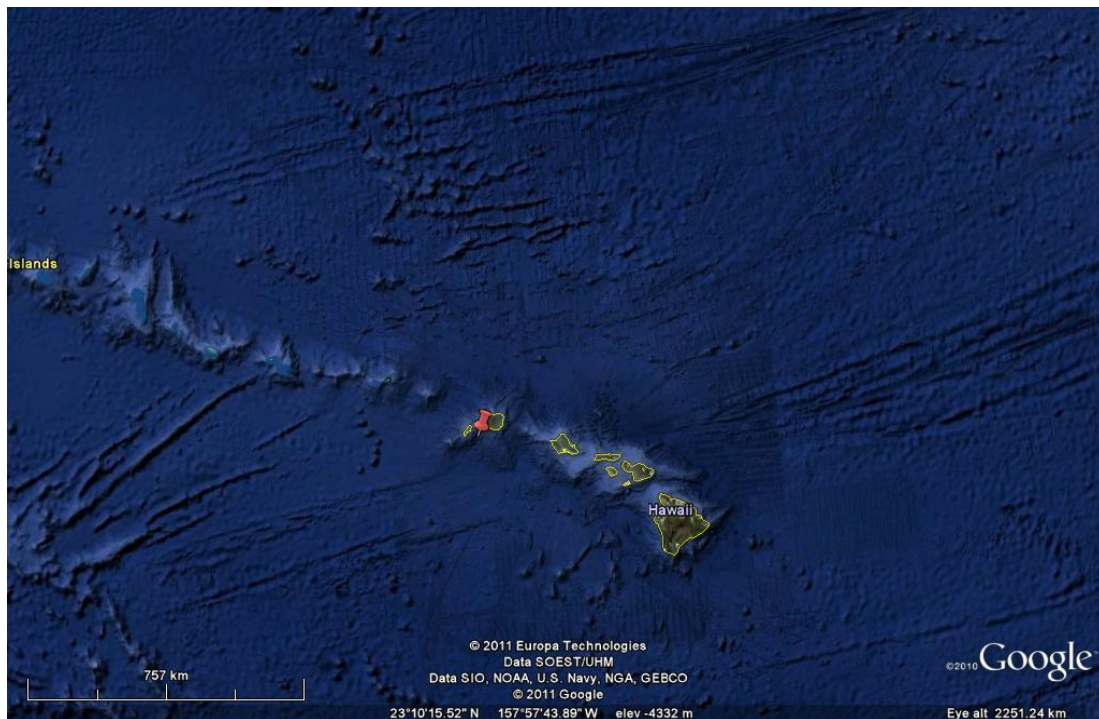 Islands
Hawaii
© 2011 Europa Technologies
Data SOEST/UHM
Data SIO, NOAA, U.S. Navy, NGA, GEBCO
© 2011 Google
©2010 Google
757 km
23°10'15.52" N 157°57'43.89" W elev -4332 m
Eye alt 2251.24 km